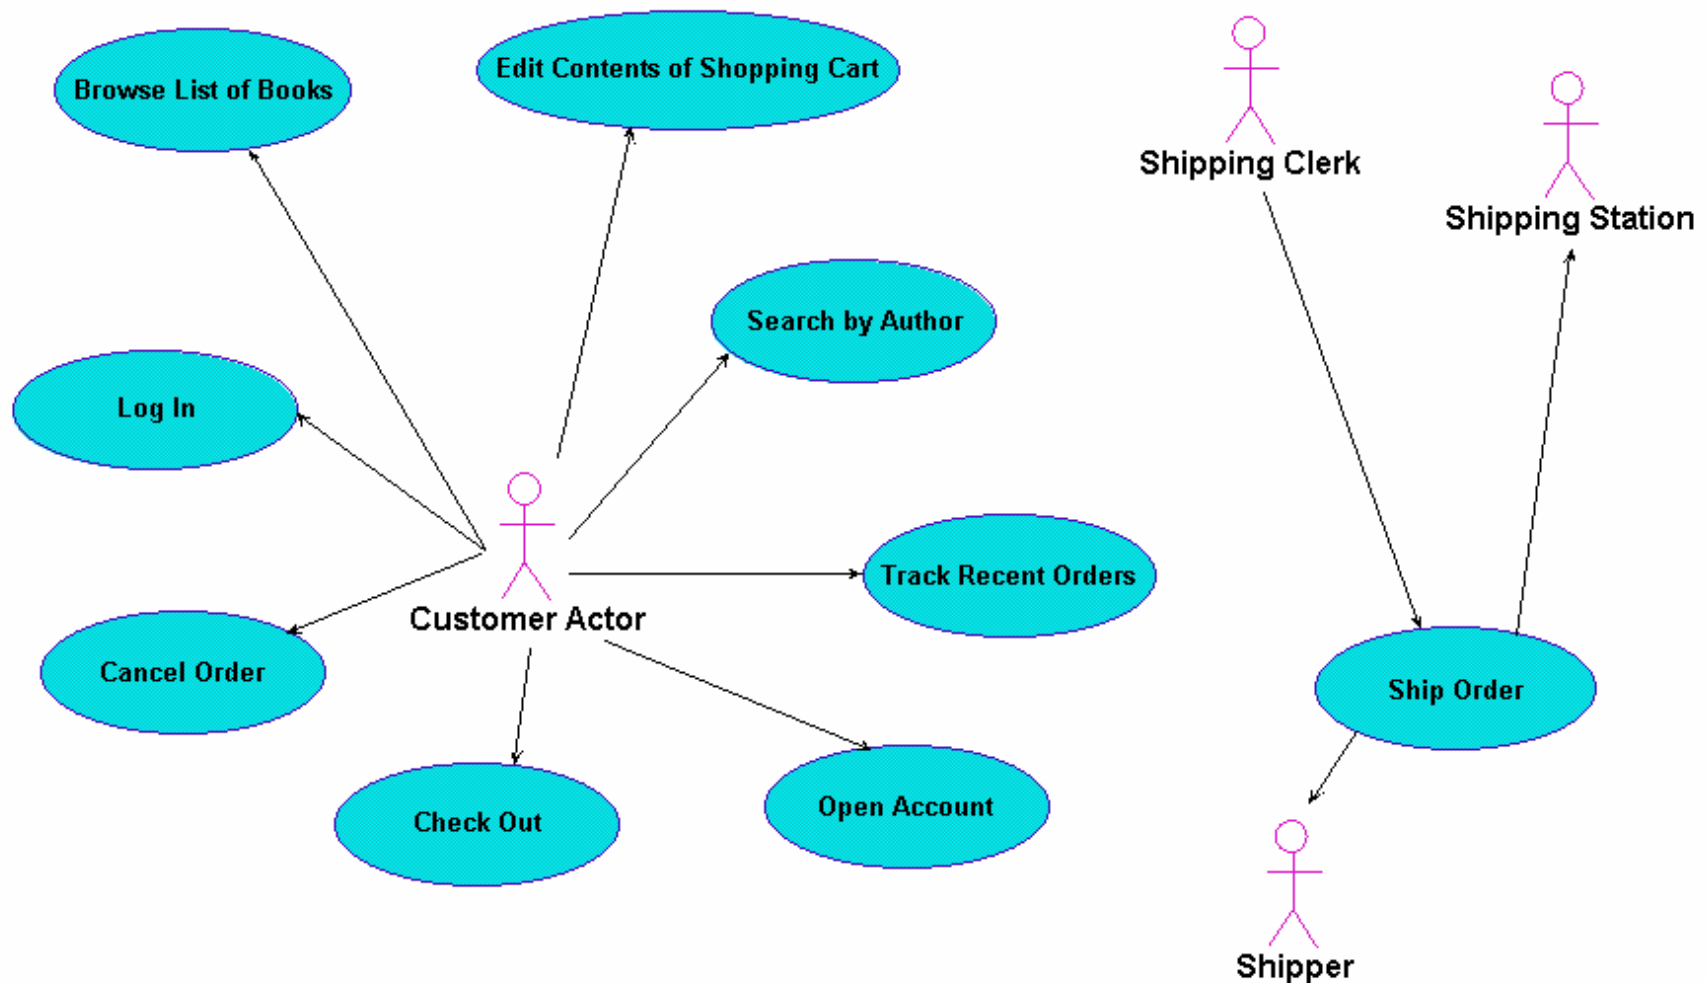 Browse List of Books
Edit Contents of Shopping Cart
Shipping Clerk
Shipping Station
Search by Author
Log In
Track Recent Orders
Customer Actor
Cancel Order
Ship Order
Check Out
Open Account
Shipper